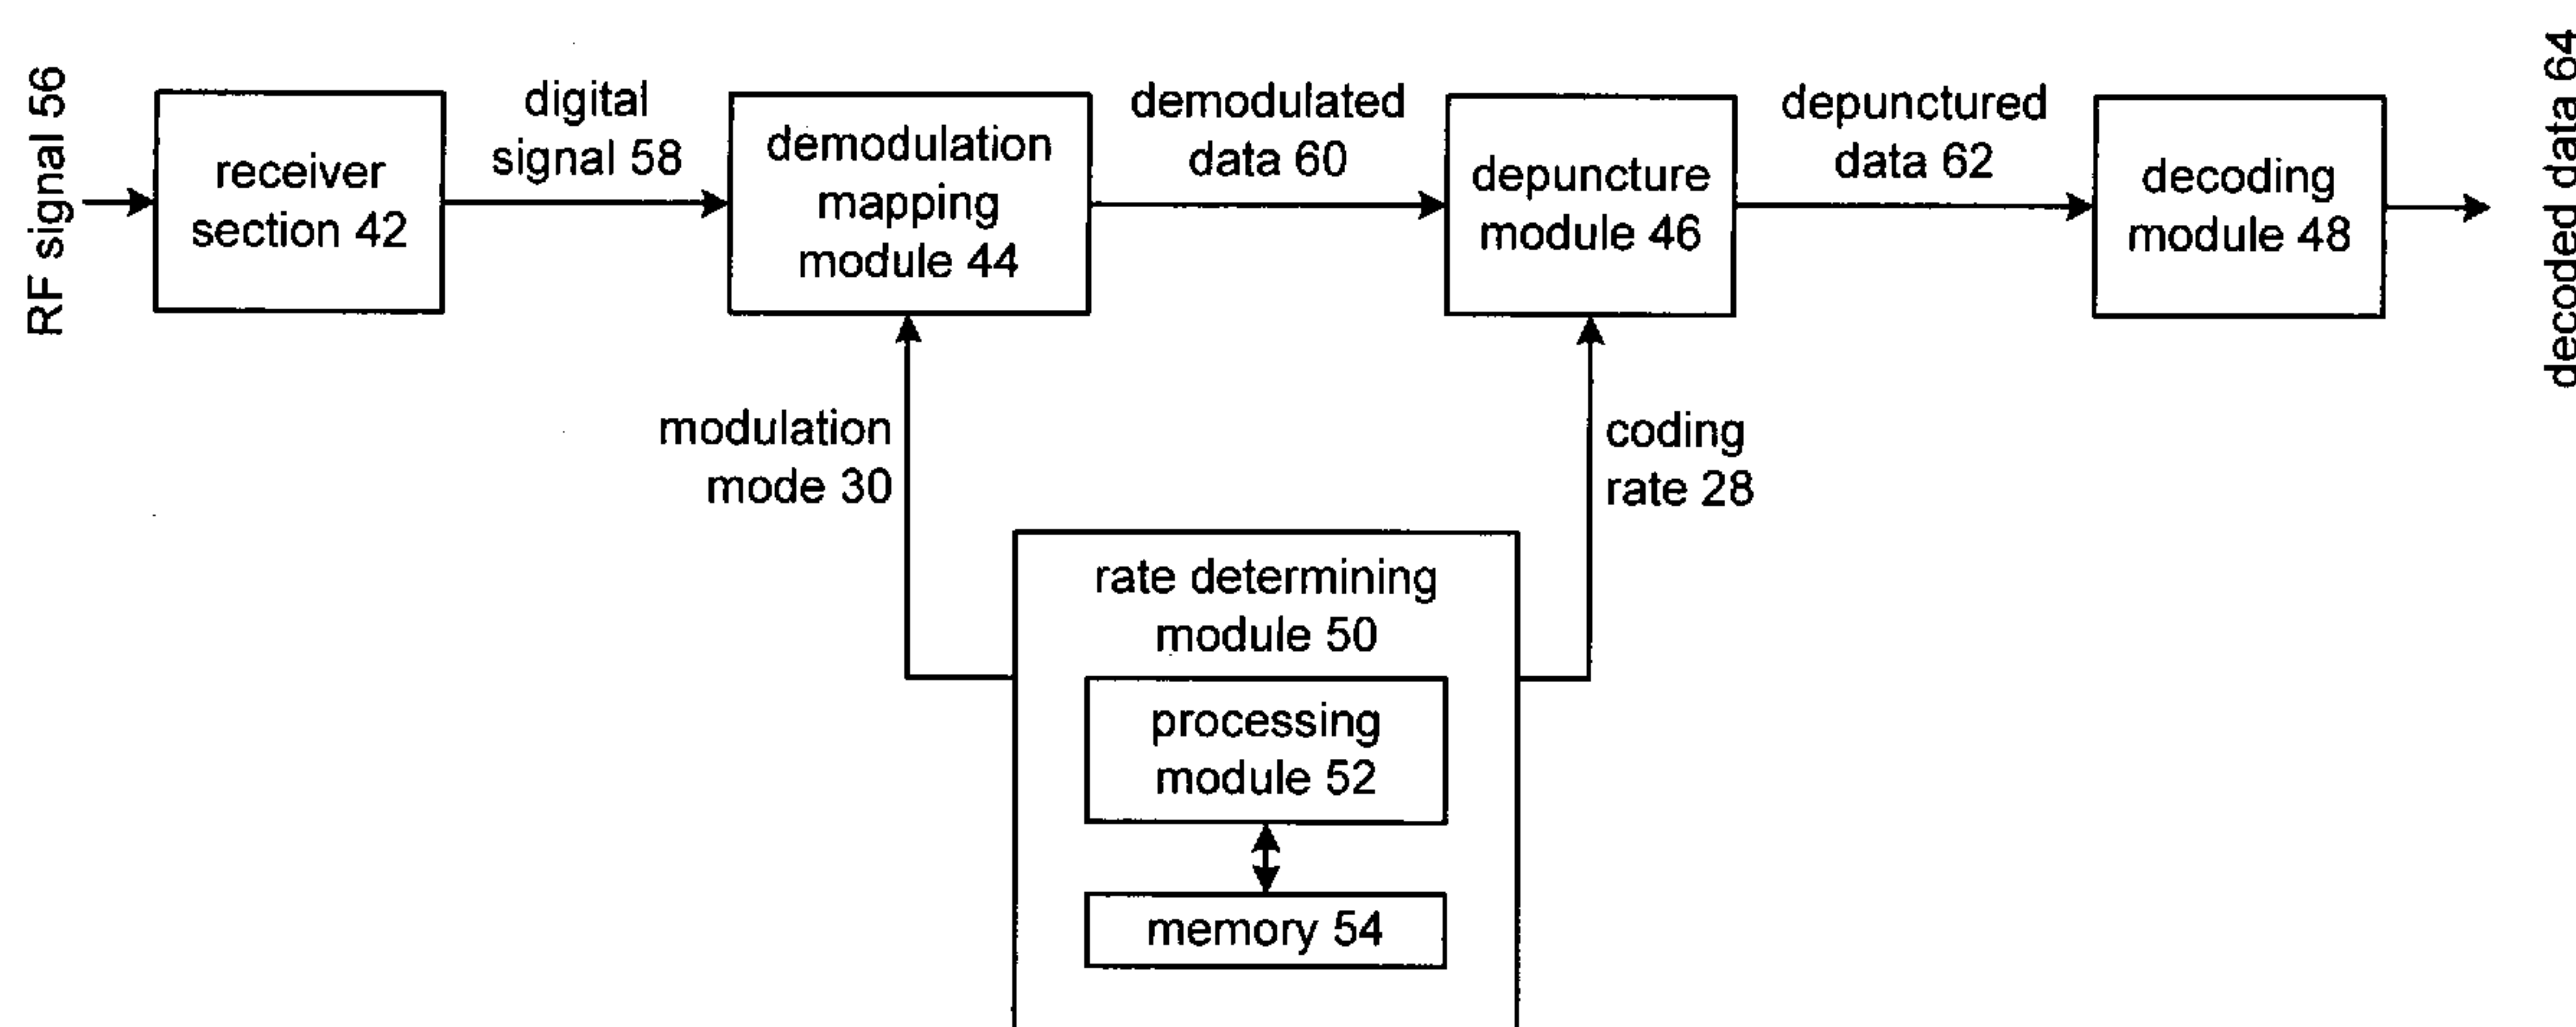 RF signal 56
receiver
section 42
digital
signal 58
demodulation
mapping
module 44
demodulated
data 60
depuncture
module 46
depunctured
data 62
decoding
module 48
decoded data 64
modulation
mode 30
coding
rate 28
rate determining
module 50
processing
module 52
memory 54